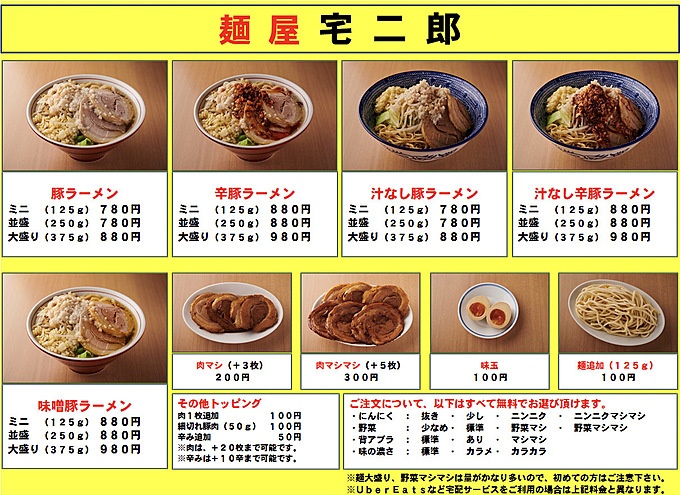 麺屋 宅二郎
豚ラーメン
ミニ （１２５ｇ） ７８０円
並盛 （２５０ｇ） ７８０円
大盛り（３７５ｇ） ８８０円
辛豚ラーメン
ミニ （１２５ｇ） ８８０円
並盛 （２５０ｇ） ８８０円
大盛り（３７５ｇ） ９８０円
汁なし豚ラーメン
ミニ （１２５ｇ） ７８０円
並盛 （２５０ｇ） ７８０円
大盛り（３７５ｇ） ８８０円
汁なし辛豚ラーメン
ミニ （１２５ｇ） ８８０円
並盛 （２５０ｇ） ８８０円
大盛り（３７５ｇ） ９８０円
味噌豚ラーメン
ミニ （１２５ｇ） ８８０円
並盛 （２５０ｇ） ８８０円
大盛り（３７５ｇ） ９８０円
肉マシ（＋３枚）
２００円
肉マシマシ（＋５枚）
３００円
味玉
１００円
麺追加（１２５ｇ）
１００円
その他トッピング
肉１枚追加 １００円
細切れ豚肉（５０ｇ） １００円
辛み追加 ５０円
※肉は、＋２０枚まで可能です。
※辛みは＋１０辛まで可能です。
ご注文について、以下はすべて無料でお選び頂けます。
・にんにく ： 抜き ・ 少し ・ ニンニク ・ ニンニクマシマシ
・野菜 ： 少なめ・ 標準 ・ 野菜マシ ・ 野菜マシマシ
・背アブラ ： 標準 ・ あり ・ マシマシ
・味の濃さ ： 標準 ・ カラメ・ カラカラ
※麺大盛り、野菜マシマシは量がかなり多いので、初めての方はご注意下さい。
※ＵｂｅｒＥａｔｓなど宅配サービスをご利用の場合は上記料金と異なります。